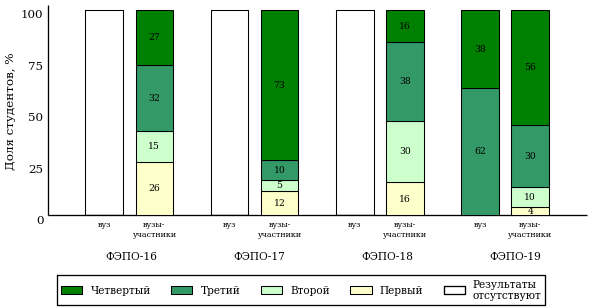 Доля студентов, %
100
75
50
25
0
27
32
15
26
73
10
5
12
16
38
30
16
38
62
56
30
10
4
вуз
вузы-
участники
вуз
вузы-
участники
вуз
вузы-
участники
вуз
вузы-
участники
ФЭПО-16
ФЭПО-17
ФЭПО-18
ФЭПО-19
Четвертый
Третий
Второй
Первый
Результаты
отсутствуют